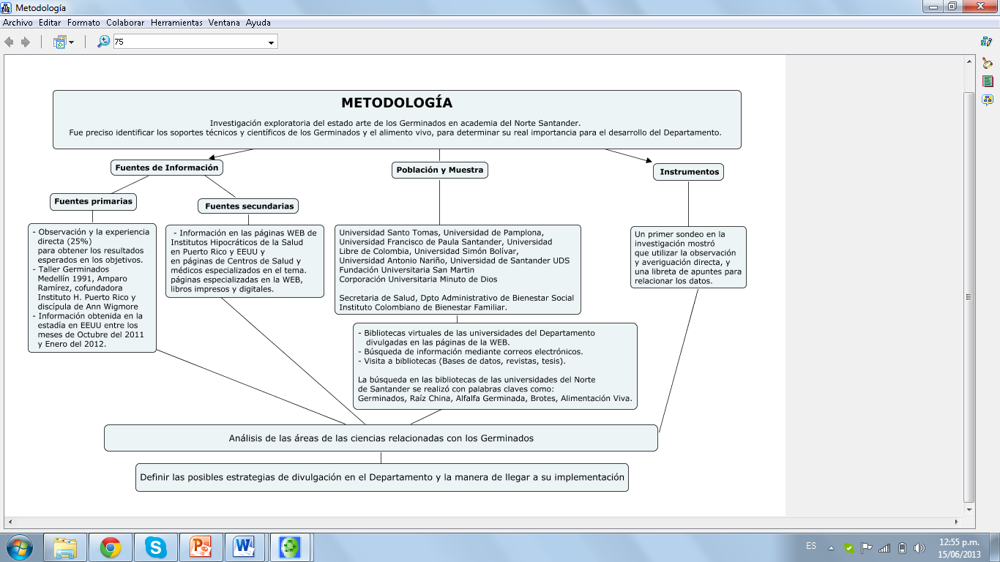 Metodología
Archivo Editar Formato Colaborar Herramientas Ventana Ayuda
75
METODOLOGÍA
Investigación exploratoria del estado arte de los Germinados en academia del Norte Santander.
Fue preciso identificar los soportes técnicos y científicos de los Germinados y el alimento vivo, para determinar su real importancia para el desarrollo del Departamento.
Fuentes de Información
Población y Muestra
Instrumentos
Fuentes primarias
Fuentes secundarias
- Observación y la experiencia
directa (25%)
para obtener los resultados
esperados en los objetivos.
- Taller Germinados
Medellín 1991, Amparo
Ramírez, cofundadora
Instituto H. Puerto Rico y
discípula de Ann Wigmore
- Información obtenida en la
estadía en EEUU entre los
meses de Octubre del 2011
y Enero del 2012.
- Información en las páginas WEB de
Institutos Hipocráticos de la Salud
en Puerto Rico y EEUU y
en páginas de Centros de Salud y
médicos especializados en el tema.
páginas especializadas en la WEB,
libros impresos y digitales.
Universidad Santo Tomas, Universidad de Pamplona,
Universidad Francisco de Paula Santander, Universidad
Libre de Colombia, Universidad Simón Bolívar,
Universidad Antonio Nariño, Universidad de Santander UDS
Fundación Universitaria San Martin
Corporación Universitaria Minuto de Dios
Secretaria de Salud, Dpto Administrativo de Bienestar Social
Instituto Colombiano de Bienestar Familiar.
- Bibliotecas virtuales de las universidades del Departamento
divulgadas en las páginas de la WEB.
- Búsqueda de información mediante correos electrónicos.
- Visita a bibliotecas (Bases de datos, revistas, tesis).
La búsqueda en las bibliotecas de las universidades del Norte
de Santander se realizó con palabras claves como:
Germinados, Raíz China, Alfalfa Germinada, Brotes, Alimentación Viva.
Un primer sondeo en la
investigación mostró
que utilizar la observación
y averiguación directa, y
una libreta de apuntes para
relacionar los datos.
Análisis de las áreas de las ciencias relacionadas con los Germinados
Definir las posibles estrategias de divulgación en el Departamento y la manera de llegar a su implementación
ES
12:55 p.m.
15/06/2013